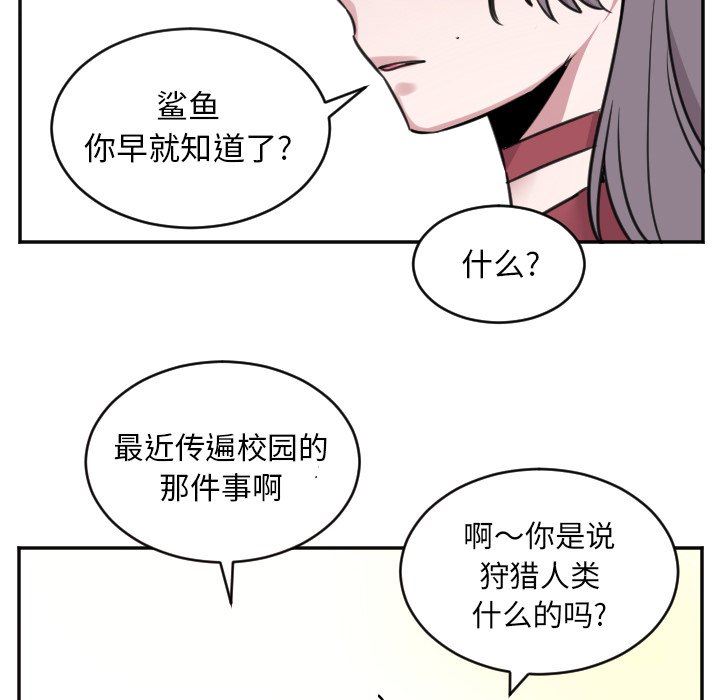 鲨鱼
你早就知道了?
什么?
最近传遍校园的
那件事啊
啊～你是说
狩猎人类
什么的吗?